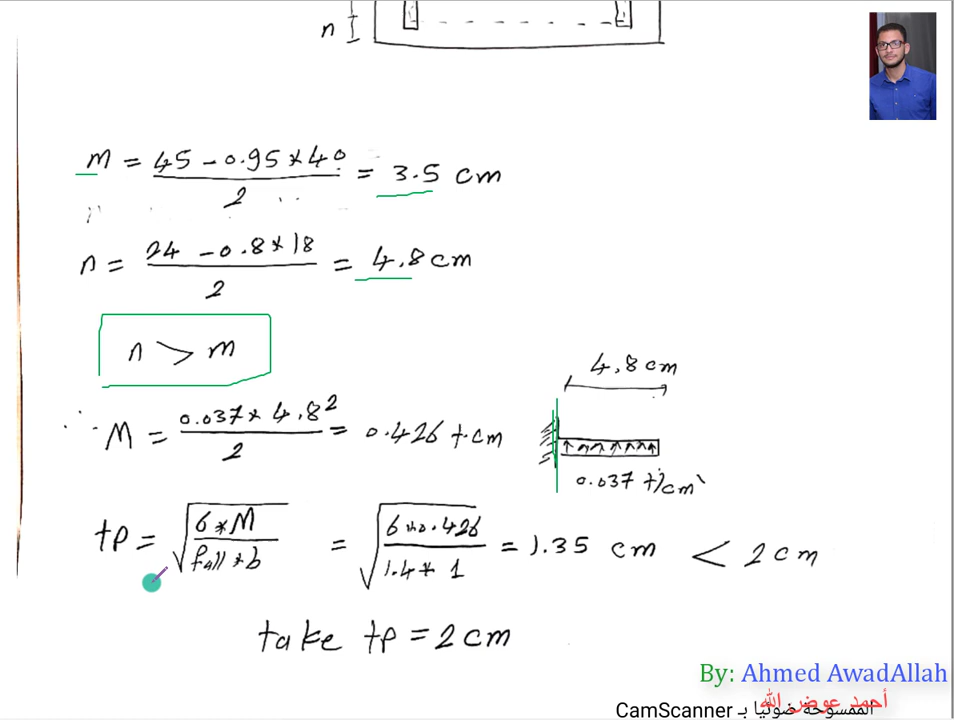 n
m = 45 - 0.95 * 40 / 2 = 3.5 cm
n = 24 - 0.8 * 18 / 2 = 4.8 cm
n > m
4.8 cm
∴ M = 0.037 * 4.8² / 2 = 0.426 t.cm
0.037 t/cm²
tp = √(6 * M / fall * b) = √(6 * 0.426 / 1.4 * 1) = 1.35 cm < 2 cm
take tp = 2 cm
By: Ahmed AwadAllah
أحمد عوض الله
الممسوحة ضوئيا بـ CamScanner